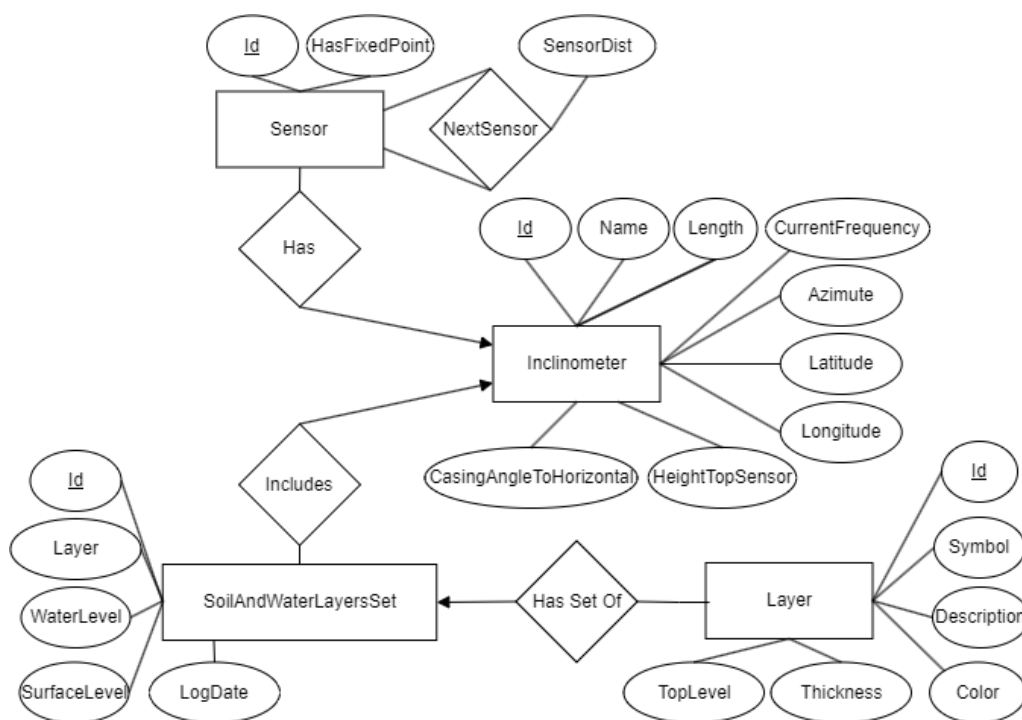 Id
HasFixedPoint
SensorDist
Sensor
NextSensor
Has
Id
Name
Length
CurrentFrequency
Azimute
Inclinometer
Latitude
Longitude
CasingAngleToHorizontal
HeightTopSensor
Includes
Id
Id
Layer
Symbol
SoilAndWaterLayersSet
Has Set Of
Layer
WaterLevel
Description
SurfaceLevel
LogDate
TopLevel
Thickness
Color